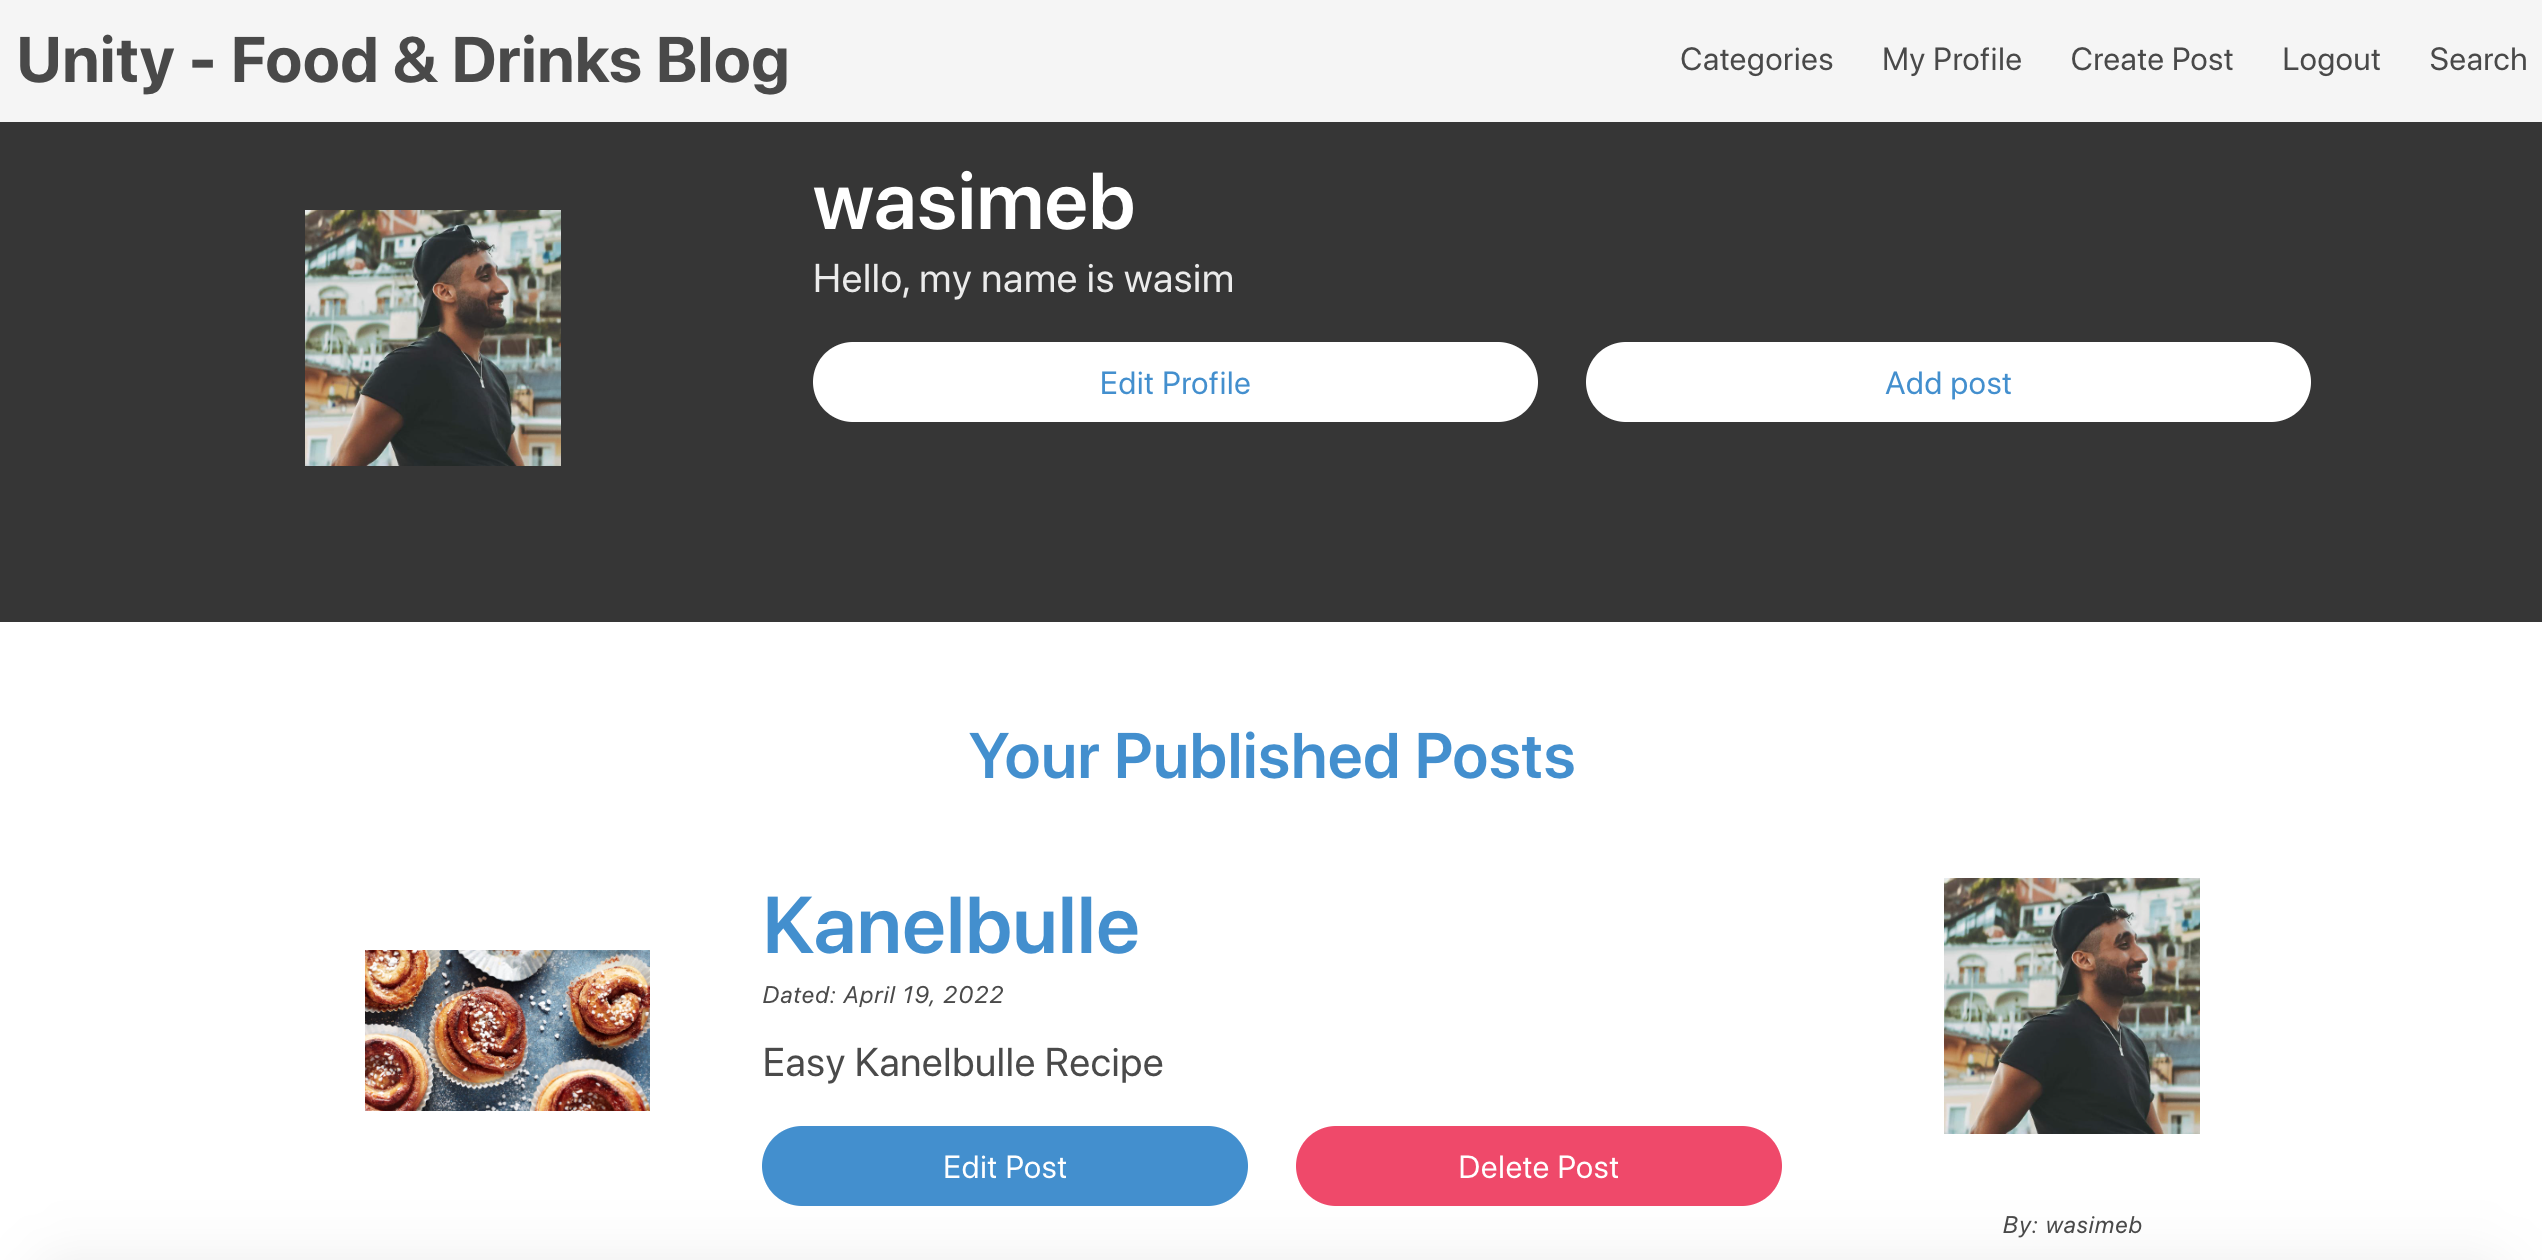 Unity - Food & Drinks Blog
Categories My Profile Create Post Logout Search
wasimeb
Hello, my name is wasim
Edit Profile Add post
Your Published Posts
Kanelbulle
Dated: April 19, 2022
Easy Kanelbulle Recipe
Edit Post Delete Post
By: wasimeb